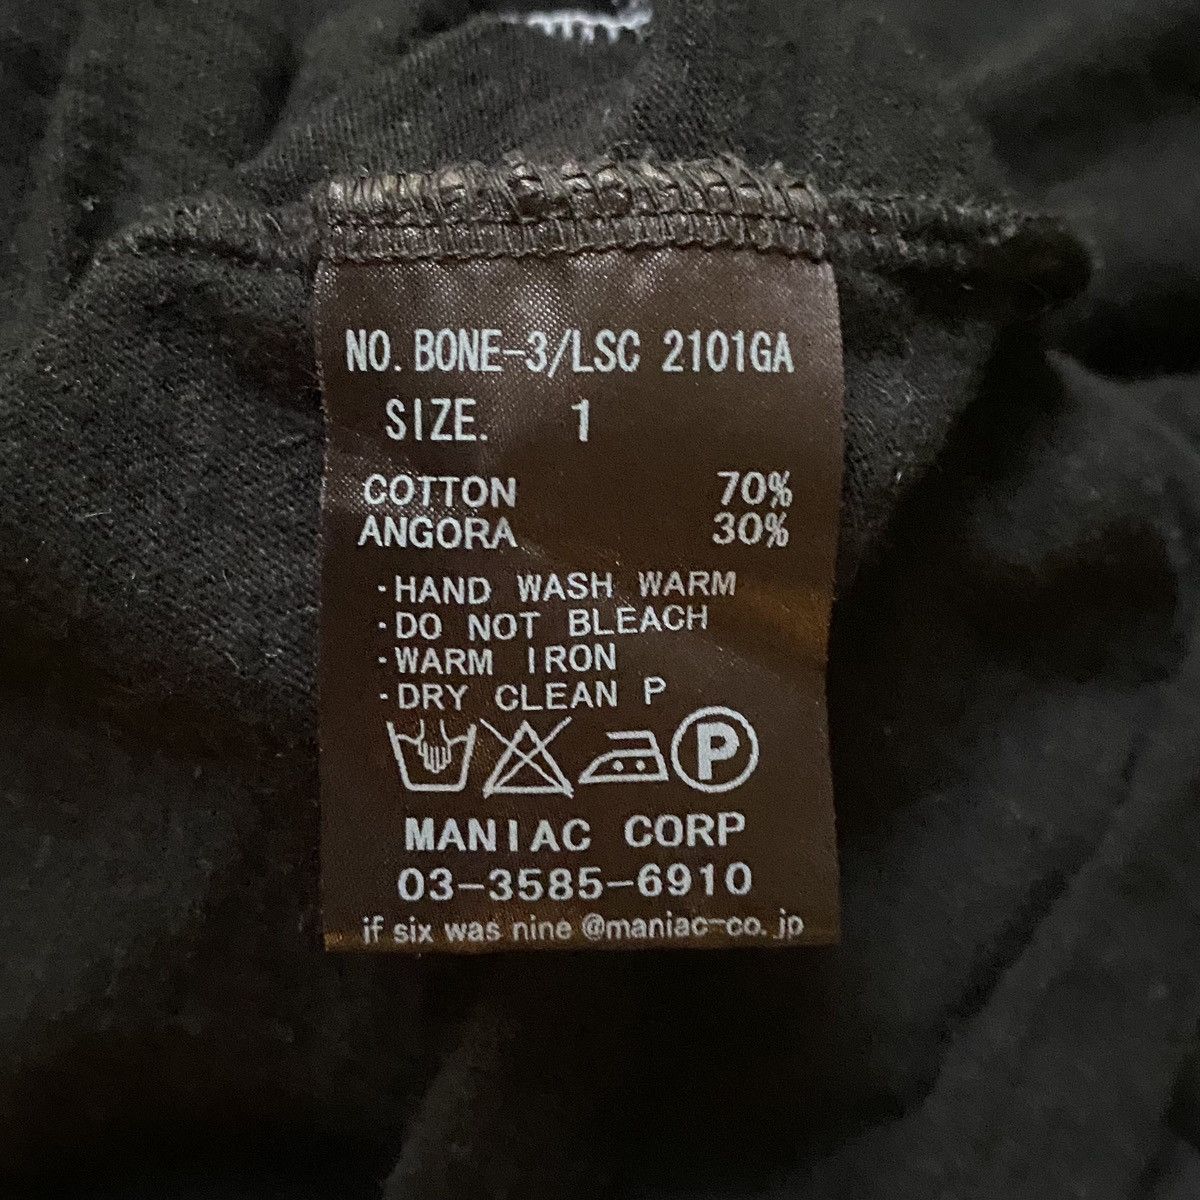 NO. BONE-3/LSC 2101GA
SIZE. 1
COTTON 70%
ANGORA 30%
・HAND WASH WARM
・DO NOT BLEACH
・WARM IRON
・DRY CLEAN P
P
MANIAC CORP
03-3585-6910
if six was nine @maniac-co.jp